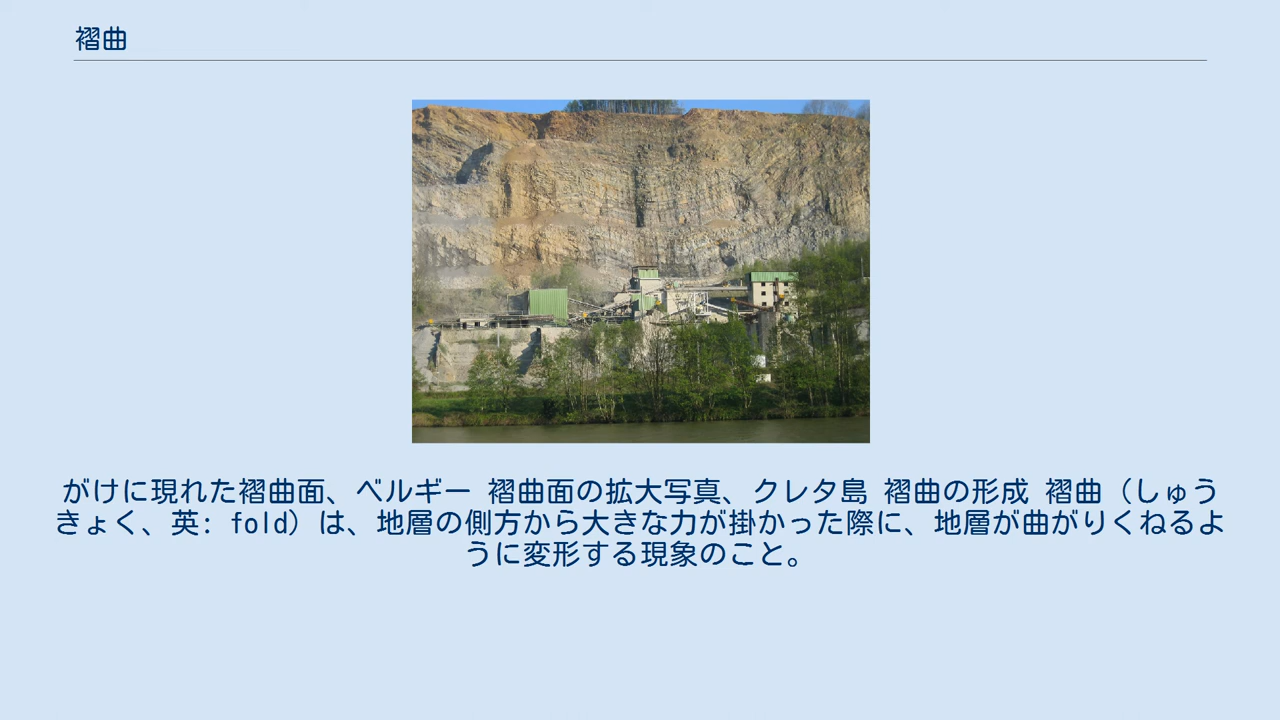 褶曲
がけに現れた褶曲面、ベルギー 褶曲面の拡大写真、クレタ島 褶曲の形成 褶曲（しゅう
きょく、英: fold）は、地層の側方から大きな力が掛かった際に、地層が曲がりくねるよ
うに変形する現象のこと。